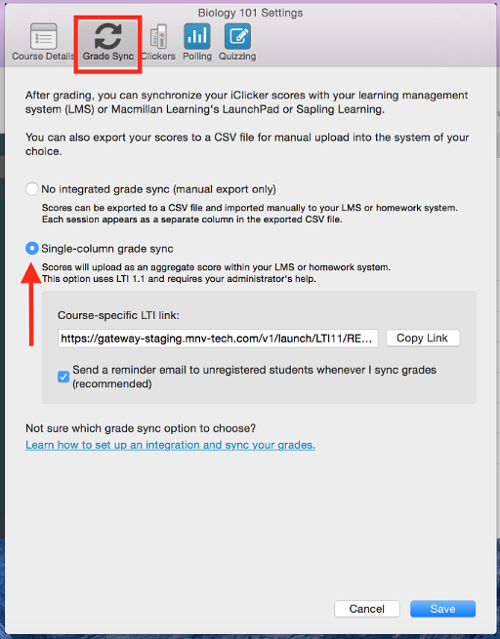 Biology 101 Settings
Course Details Grade Sync Clickers Polling Quizzing
After grading, you can synchronize your iClicker scores with your learning management
system (LMS) or Macmillan Learning's LaunchPad or Sapling Learning.
You can also export your scores to a CSV file for manual upload into the system of your
choice.
No integrated grade sync (manual export only)
Scores can be exported to a CSV file and imported manually to your LMS or homework system.
Each session appears as a separate column in the exported CSV file.
Single-column grade sync
Scores will upload as an aggregate score within your LMS or homework system.
This option uses LTI 1.1 and requires your administrator's help.
Course-specific LTI link:
https://gateway-staging.mnv-tech.com/v1/launch/LTI11/RE... Copy Link
Send a reminder email to unregistered students whenever I sync grades
(recommended)
Not sure which grade sync option to choose?
Learn how to set up an integration and sync your grades.
Cancel Save